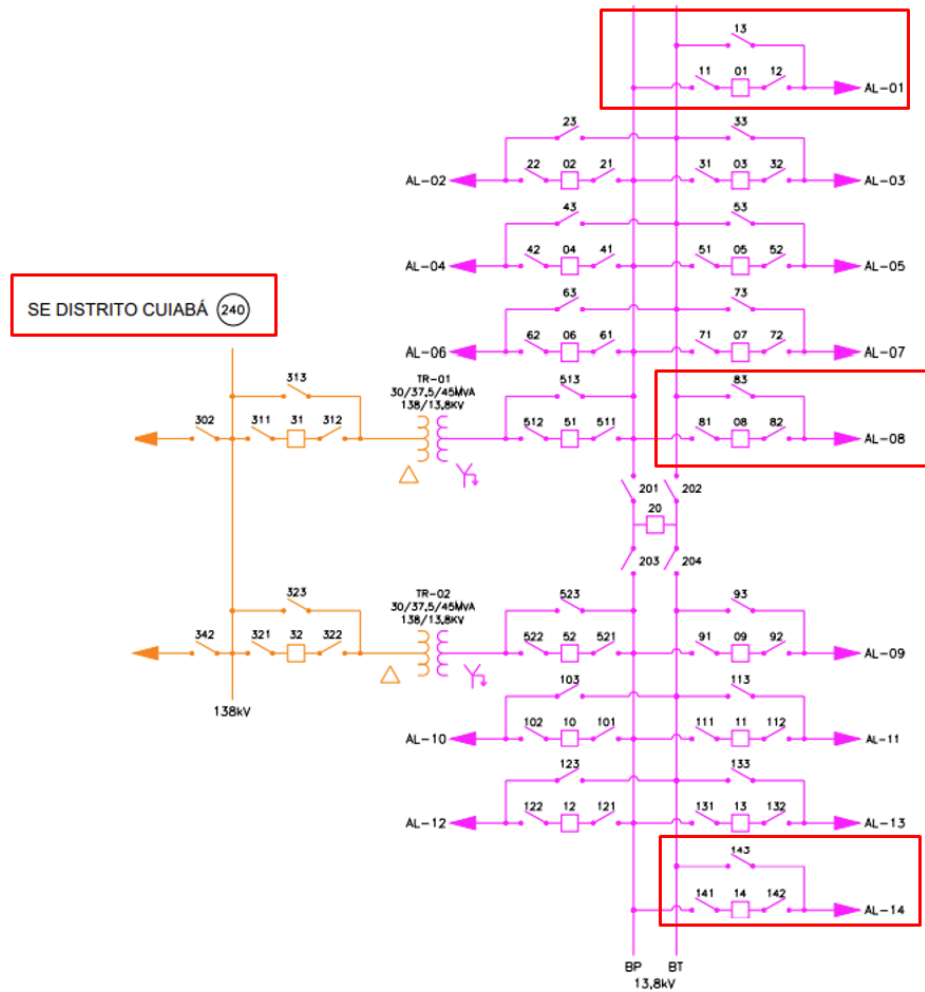 13
11 01 12
AL-01
23 33
22 02 21 31 03 32
AL-02 AL-03
43 53
42 04 41 51 05 52
AL-04 AL-05
SE DISTRITO CUIABÁ 240
63 73
62 06 61 71 07 72
AL-06 AL-07
TR-01
30/37,5/45MVA
138/13,8KV
313 513 83
302 311 31 312 512 51 511 81 08 82
AL-08
201 202
20
203 204
TR-02
30/37,5/45MVA
138/13,8KV
323 523 93
342 321 32 322 522 52 521 91 09 92
AL-09
138kV
103 113
102 10 101 111 11 112
AL-10 AL-11
123 133
122 12 121 131 13 132
AL-12 AL-13
143
141 14 142
AL-14
BP BT
13,8kV